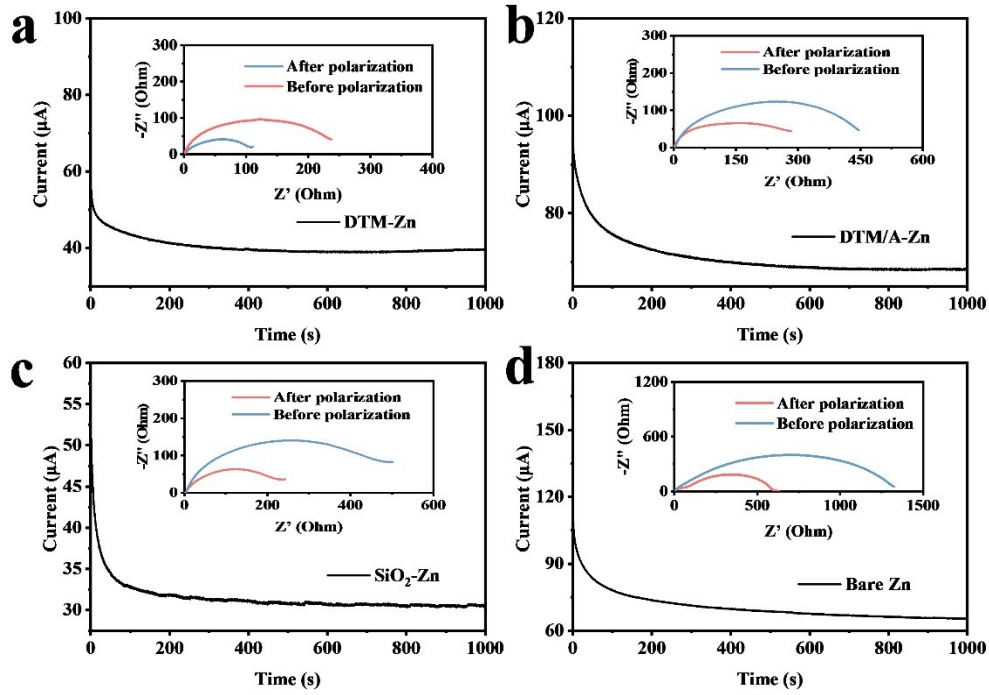 a
100
80
60
40
Current (μA)
300
200
100
0
-Z'' (Ohm)
After polarization
Before polarization
0 100 200 300 400
Z’ (Ohm)
DTM-Zn
0 200 400 600 800 1000
Time (s)
b
120
100
80
Current (μA)
300
200
100
0
-Z'' (Ohm)
After polarization
Before polarization
0 150 300 450 600
Z’ (Ohm)
DTM/A-Zn
0 200 400 600 800 1000
Time (s)
c
60
55
50
45
40
35
30
Current (μA)
300
200
100
0
-Z'' (Ohm)
After polarization
Before polarization
0 200 400 600
Z’ (Ohm)
SiO₂-Zn
0 200 400 600 800 1000
Time (s)
d
180
150
120
90
60
Current (μA)
1200
800
400
0
-Z'' (Ohm)
After polarization
Before polarization
0 500 1000 1500
Z’ (Ohm)
Bare Zn
0 200 400 600 800 1000
Time (s)